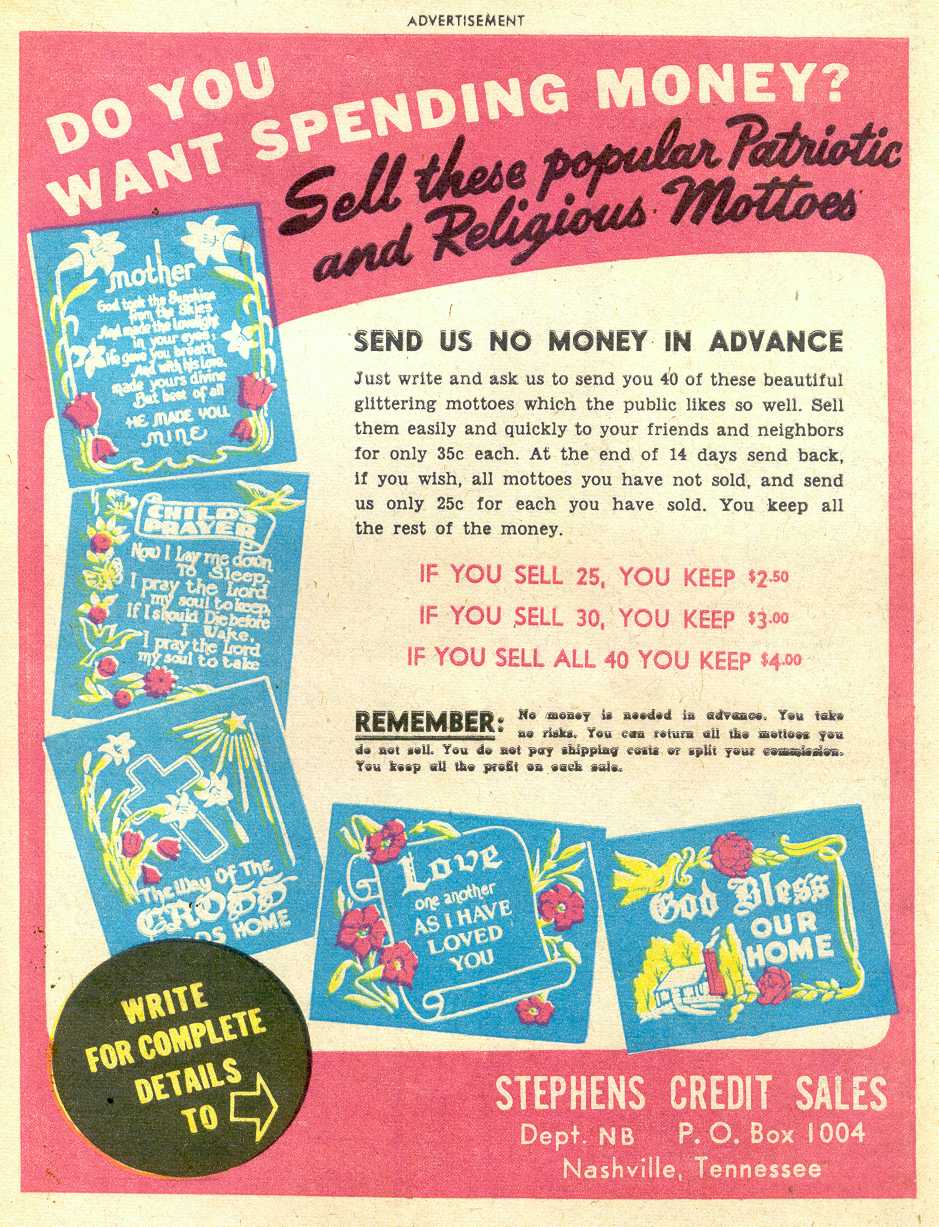 ADVERTISEMENT
DO YOU
WANT SPENDING MONEY?
Sell these popular Patriotic
and Religious Mottoes
mother
God took the Sunshine
from the Skies
And made the Lovelight
in your eyes;
He gave you breath
And with his Love,
made yours divine
But best of all
HE MADE YOU
MINE
CHILD'S
PRAYER
Now I Lay me down
To Sleep,
I pray the Lord
my soul to keep,
If I should Die before
I Wake,
I pray the Lord
my soul to take
The Way Of The
CROSS
DS HOME
SEND US NO MONEY IN ADVANCE
Just write and ask us to send you 40 of these beautiful
glittering mottoes which the public likes so well. Sell
them easily and quickly to your friends and neighbors
for only 35c each. At the end of 14 days send back,
if you wish, all mottoes you have not sold, and send
us only 25c for each you have sold. You keep all
the rest of the money.
IF YOU SELL 25, YOU KEEP $2.50
IF YOU SELL 30, YOU KEEP $3.00
IF YOU SELL ALL 40 YOU KEEP $4.00
REMEMBER: No money is needed in advance. You take
no risks. You can return all the mottoes you
do not sell. You do not pay shipping costs or split your commission.
You keep all the profit on each sale.
Love
one another
AS I HAVE
LOVED
YOU
God Bless
OUR
HOME
WRITE
FOR COMPLETE
DETAILS
TO
STEPHENS CREDIT SALES
Dept. NB P. O. Box 1004
Nashville, Tennessee